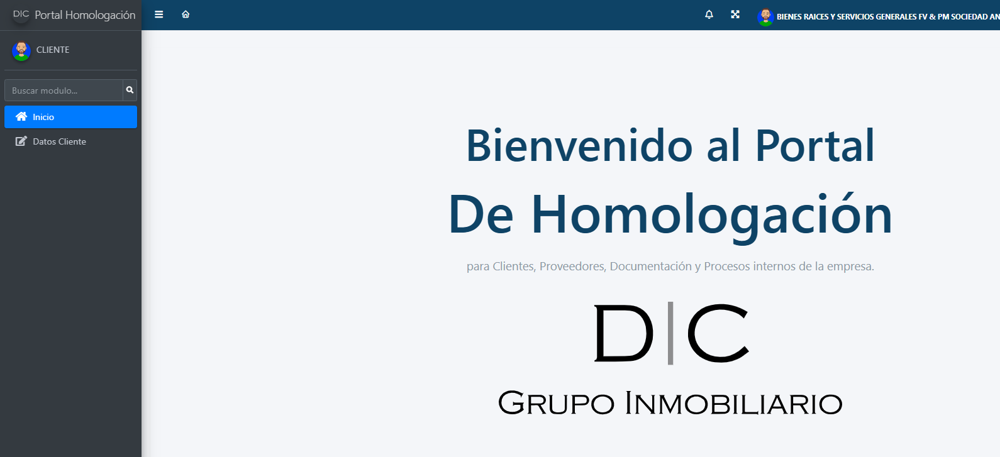 D|C Portal Homologación
BIENES RAICES Y SERVICIOS GENERALES FV & PM SOCIEDAD AN
CLIENTE
Buscar modulo...
Inicio
Datos Cliente
Bienvenido al Portal
De Homologación
para Clientes, Proveedores, Documentación y Procesos internos de la empresa.
D|C
GRUPO INMOBILIARIO